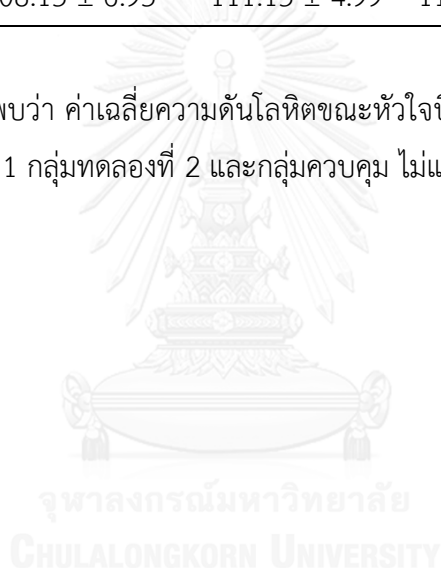 08.15 ± 6.95 111.15 ± 4.99 11
พบว่า ค่าเฉลี่ยความดันโลหิตขณะหัวใจบี
1 กลุ่มทดลองที่ 2 และกลุ่มควบคุม ไม่แ
จุฬาลงกรณ์มหาวิทยาลัย
CHULALONGKORN UNIVERSITY